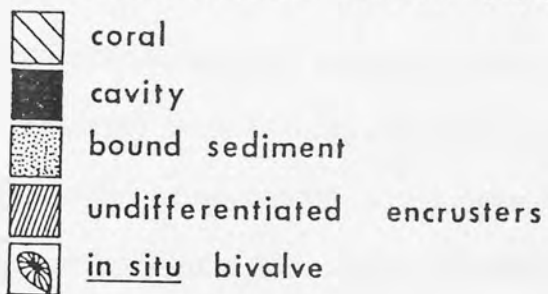 coral
cavity
bound sediment
undifferentiated encrusters
in situ bivalve